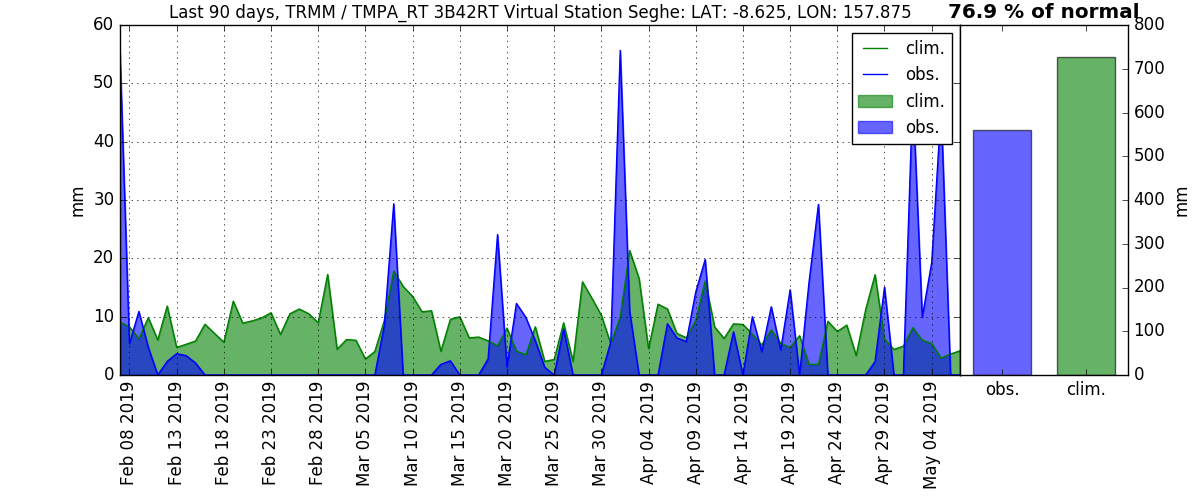 Last 90 days, TRMM / TMPA_RT 3B42RT Virtual Station Seghe: LAT: -8.625, LON: 157.875
76.9 % of normal
mm
60
50
40
30
20
10
0
clim.
obs.
clim.
obs.
800
700
600
500
400
300
200
100
0
mm
obs.
clim.
Feb 08 2019
Feb 13 2019
Feb 18 2019
Feb 23 2019
Feb 28 2019
Mar 05 2019
Mar 10 2019
Mar 15 2019
Mar 20 2019
Mar 25 2019
Mar 30 2019
Apr 04 2019
Apr 09 2019
Apr 14 2019
Apr 19 2019
Apr 24 2019
Apr 29 2019
May 04 2019